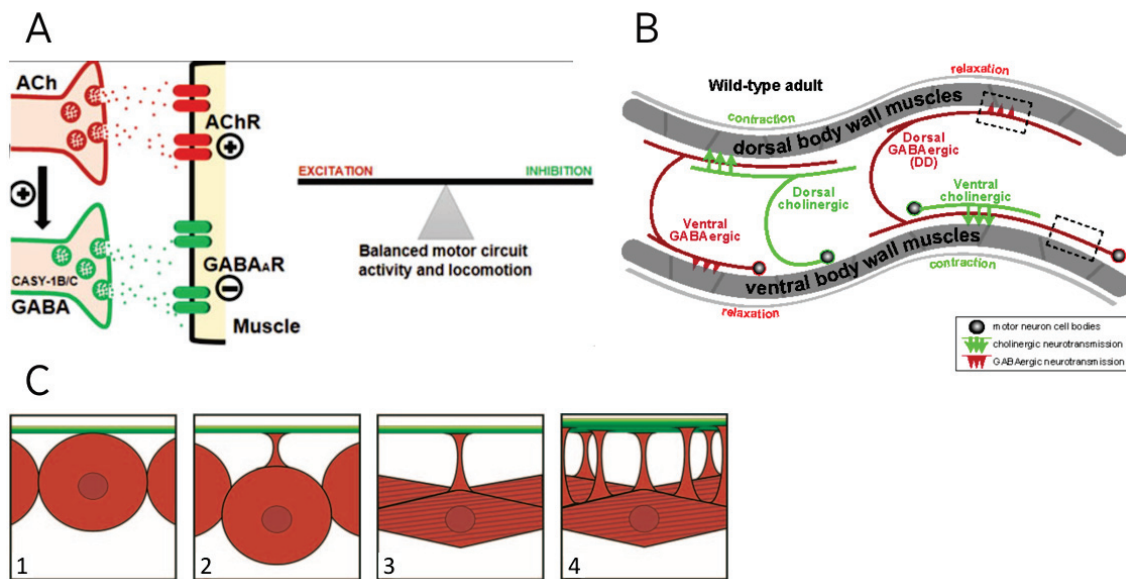 A
ACh
AChR
+
+
CASY-1B/C
GABA
GABAAR
−
Muscle
EXCITATION
INHIBITION
Balanced motor circuit
activity and locomotion
B
Wild-type adult
relaxation
contraction
dorsal body wall muscles
Dorsal
GABAergic
(DD)
Dorsal
cholinergic
Ventral
cholinergic
Ventral
GABAergic
ventral body wall muscles
contraction
relaxation
motor neuron cell bodies
cholinergic neurotransmission
GABAergic neurotransmission
C
1
2
3
4